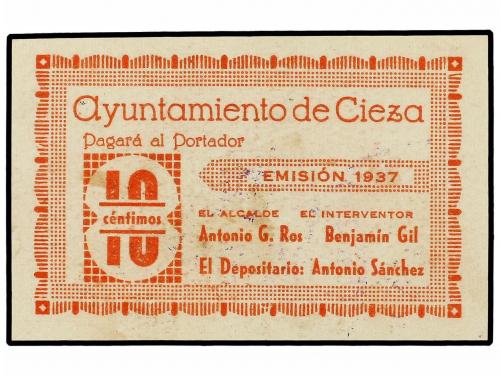 Ayuntamiento de Cieza
Pagará al Portador
10
céntimos
10
EMISIÓN 1937
EL ALCALDE EL INTERVENTOR
Antonio G. Ros Benjamín Gil
El Depositario: Antonio Sánchez